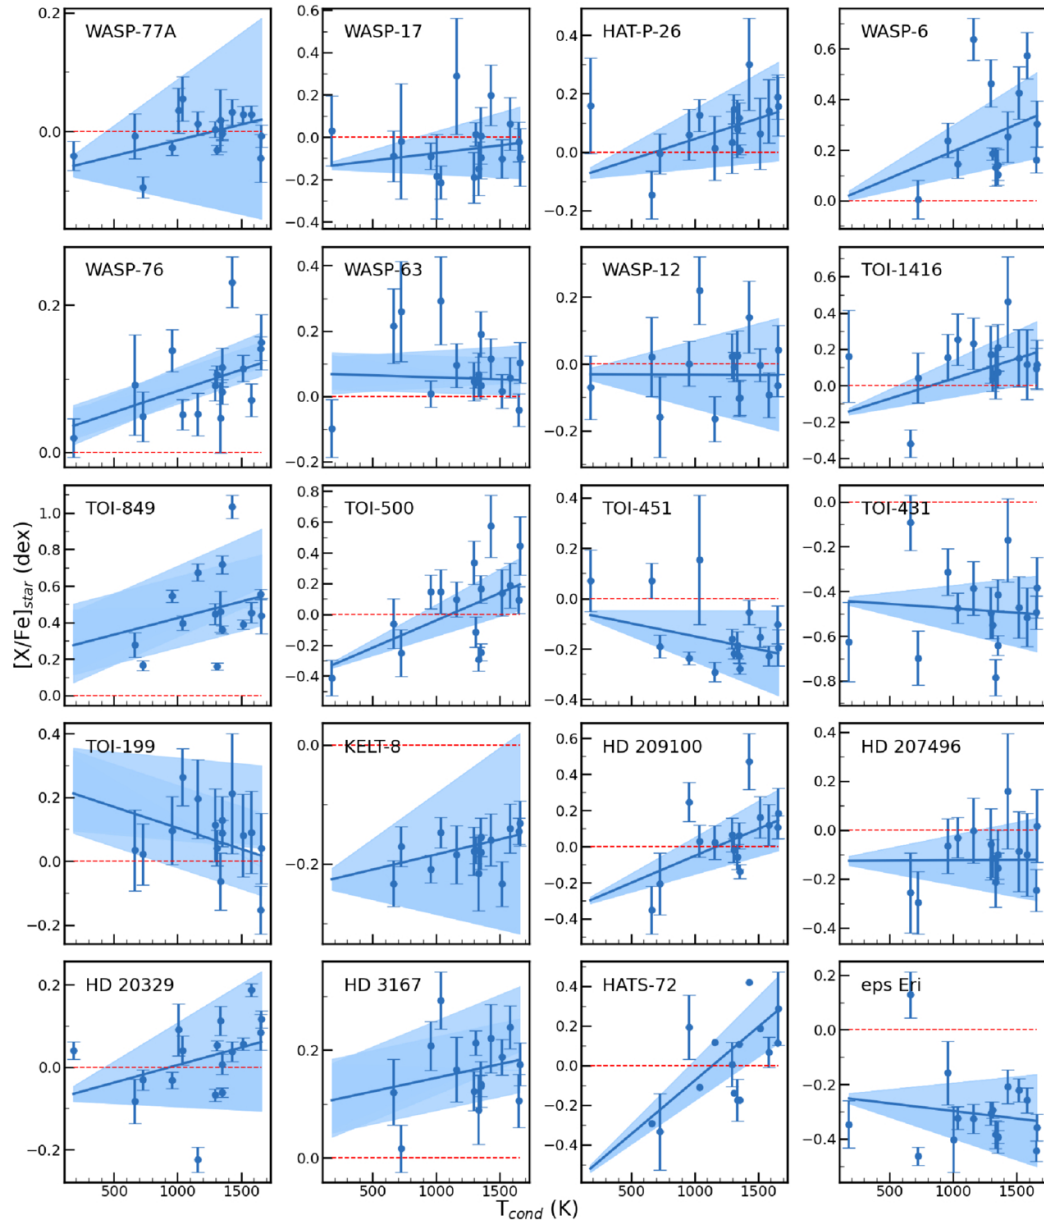 WASP-77A WASP-17 HAT-P-26 WASP-6
0.2 0.6 0.4 0.6
0.4 0.2 0.4
0.0 0.2 0.0 0.0 0.2
−0.2 −0.2 0.0
−0.4
WASP-76 WASP-63 WASP-12 TOI-1416
0.4 0.6
0.2 0.2 0.2 0.4
0.2
0.0 0.0 0.0
−0.2
0.0 −0.2 −0.2 −0.4
TOI-849 TOI-500 TOI-451 TOI-431
1.0 0.8 0.4 0.0
0.8 0.6 −0.2
0.6 0.4 0.2 −0.4
0.4 0.2 0.0
0.2 0.0 −0.2 −0.6
0.0 −0.2 −0.4 −0.4 −0.8
TOI-199 KELT-8 HD 209100 HD 207496
0.4 0.0 0.6 0.4
0.2 0.4 0.2
0.2 0.0
0.0 −0.2 0.0 −0.2
−0.2 −0.2 −0.4
−0.4
−0.6
HD 20329 HD 3167 HATS-72 eps Eri
0.2 0.4 0.2
0.2 0.2 0.0
0.0 0.0
−0.2 −0.2
−0.2 0.0 −0.4 −0.4
500 1000 1500 500 1000 1500 500 1000 1500 500 1000 1500
[X/Fe]star (dex)
Tcond (K)